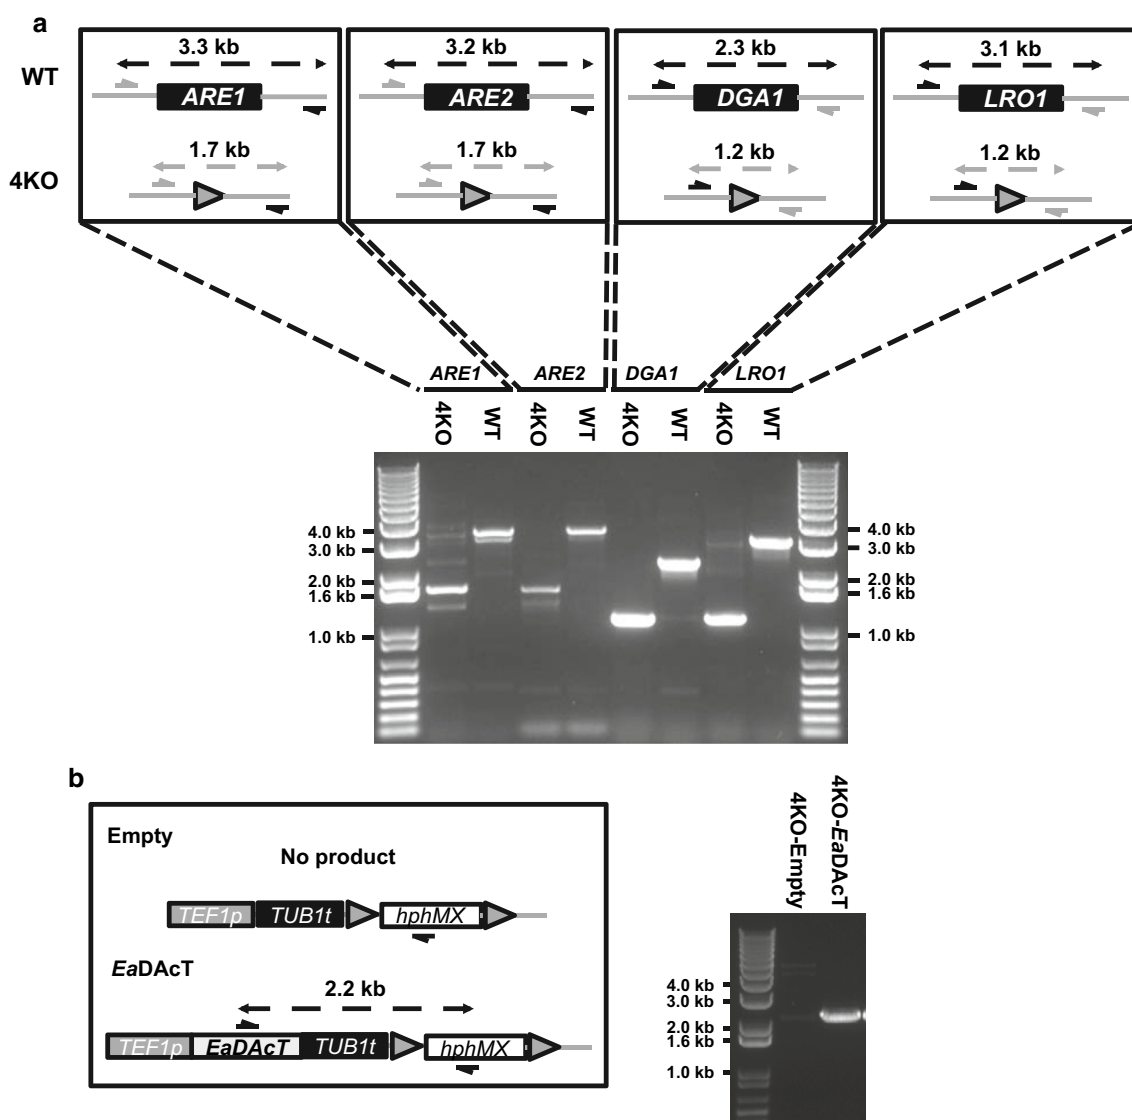 a
3.3 kb 3.2 kb 2.3 kb 3.1 kb
WT
ARE1 ARE2 DGA1 LRO1
1.7 kb 1.7 kb 1.2 kb 1.2 kb
4KO
ARE1 ARE2 DGA1 LRO1
4KO WT 4KO WT 4KO WT 4KO WT
4.0 kb 4.0 kb
3.0 kb 3.0 kb
2.0 kb 2.0 kb
1.6 kb 1.6 kb
1.0 kb 1.0 kb
b
Empty
No product
TEF1p TUB1t hphMX
EaDAcT
2.2 kb
TEF1p EaDAcT TUB1t hphMX
4KO-Empty
4KO-EaDAcT
4.0 kb
3.0 kb
2.0 kb
1.6 kb
1.0 kb